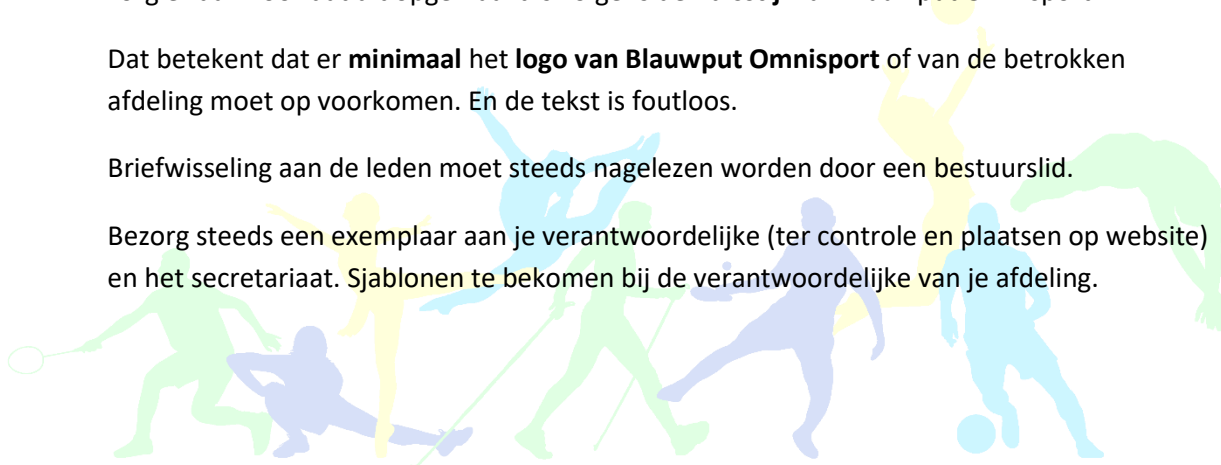 Dat betekent dat er minimaal het logo van Blauwput Omnisport of van de betrokken
afdeling moet op voorkomen. En de tekst is foutloos.
Briefwisseling aan de leden moet steeds nagelezen worden door een bestuurslid.
Bezorg steeds een exemplaar aan je verantwoordelijke (ter controle en plaatsen op website)
en het secretariaat. Sjablonen te bekomen bij de verantwoordelijke van je afdeling.